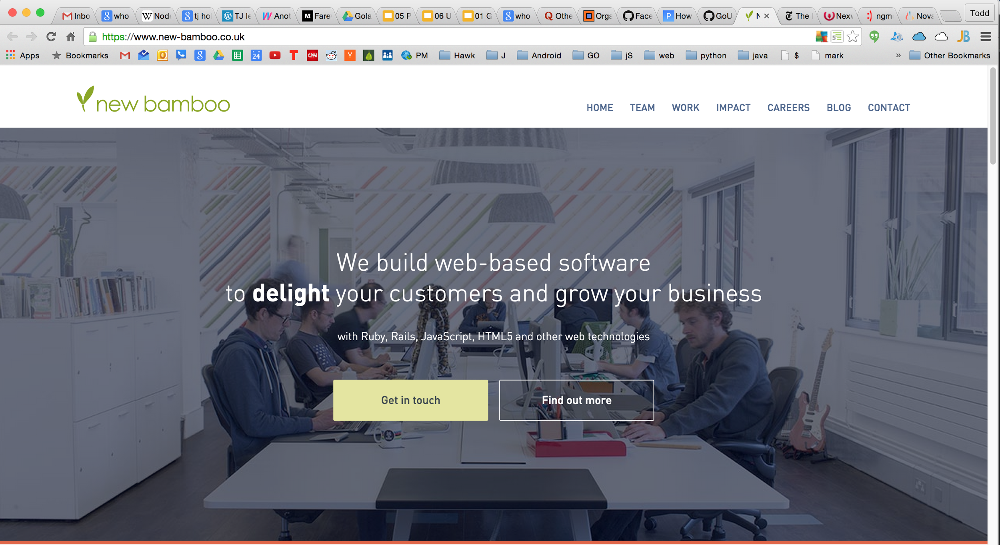 Inbo
who
Node
tj ho
TJ le
Anot
Fare
Gola
05 P
06 U
01 G
who
Othe
Orga
Face
How
GoU
N
The
Nexw
ngm
Nova
Todd
https://www.new-bamboo.co.uk
Apps
Bookmarks
24
CNN
PM
Hawk
J
Android
GO
jS
web
python
java
$
mark
»
Other Bookmarks
new bamboo
HOME TEAM WORK IMPACT CAREERS BLOG CONTACT
We build web-based software
to delight your customers and grow your business
with Ruby, Rails, JavaScript, HTML5 and other web technologies
Get in touch
Find out more